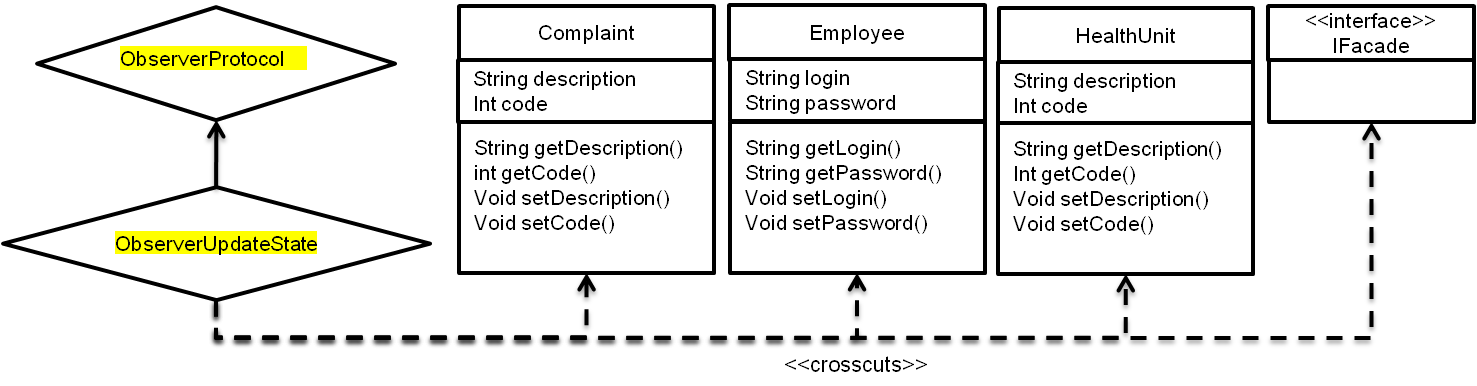 ObserverProtocol
ObserverUpdateState
Complaint
String description
Int code
String getDescription()
int getCode()
Void setDescription()
Void setCode()
Employee
String login
String password
String getLogin()
String getPassword()
Void setLogin()
Void setPassword()
HealthUnit
String description
Int code
String getDescription()
Int getCode()
Void setDescription()
Void setCode()
<<interface>>
IFacade
<<crosscuts>>